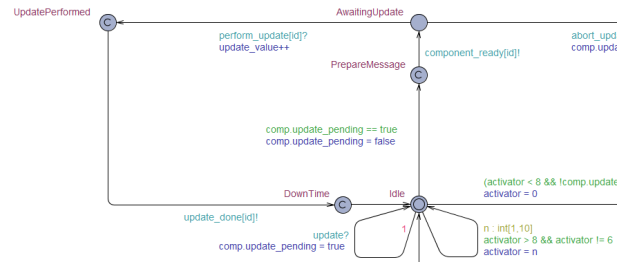 UpdatePerformed
AwaitingUpdate
C
perform_update[id]?
update_value++
abort_upd
comp.upda
component_ready[id]!
PrepareMessage
C
comp.update_pending == true
comp.update_pending = false
DownTime
C
Idle
(activator < 8 && !comp.update
activator = 0
update_done[id]!
update?
comp.update_pending = true
1
n : int[1,10]
activator > 8 && activator != 6
activator = n